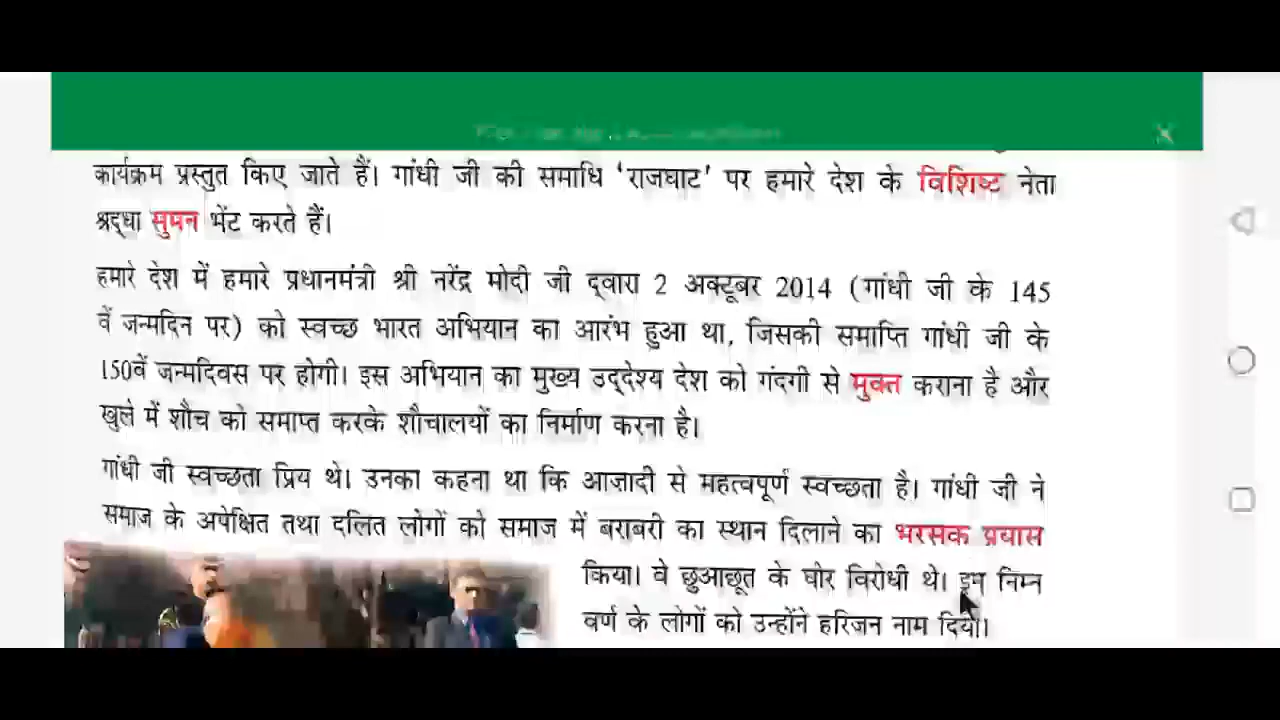 कार्यक्रम प्रस्तुत किए जाते हैं। गांधी जी की समाधि ‘राजघाट’ पर हमारे देश के विशिष्ट नेता
श्रद्धा सुमन भेंट करते हैं।
हमारे देश में हमारे प्रधानमंत्री श्री नरेंद्र मोदी जी द्वारा 2 अक्टूबर 2014 (गांधी जी के 145
वें जन्मदिन पर) को स्वच्छ भारत अभियान का आरंभ हुआ था, जिसकी समाप्ति गांधी जी के
150वें जन्मदिवस पर होगी। इस अभियान का मुख्य उद्देश्य देश को गंदगी से मुक्त कराना है और
खुले में शौच को समाप्त करके शौचालयों का निर्माण करना है।
गांधी जी स्वच्छता प्रिय थे। उनका कहना था कि आज़ादी से महत्वपूर्ण स्वच्छता है। गांधी जी ने
समाज के अपेक्षित तथा दलित लोगों को समाज में बराबरी का स्थान दिलाने का भरसक प्रयास
किया। वे छुआछूत के घोर विरोधी थे। इन निम्न
वर्ण के लोगों को उन्होंने हरिजन नाम दिया।